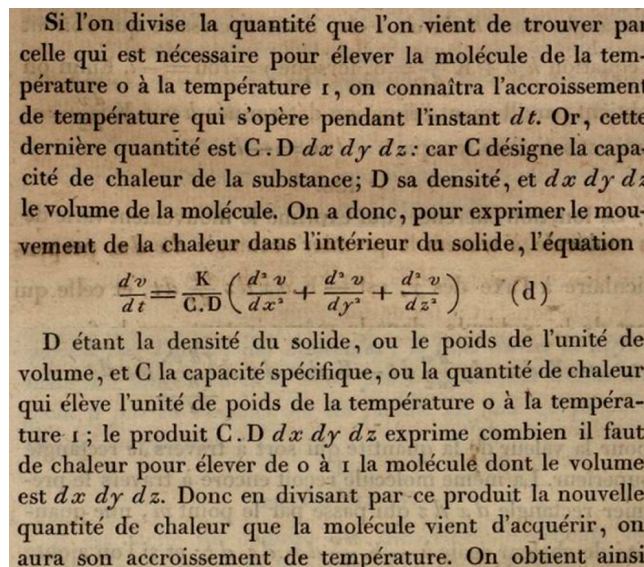 Si l'on divise la quantité que l'on vient de trouver par
celle qui est nécessaire pour élever la molécule de la tem-
pérature 0 à la température 1, on connaîtra l'accroissement
de température qui s'opère pendant l'instant dt. Or, cette
dernière quantité est C.D dx dy dz: car C désigne la capa-
cité de chaleur de la substance; D sa densité, et dx dy dz
le volume de la molécule. On a donc, pour exprimer le mou-
vement de la chaleur dans l'intérieur du solide, l'équation
dv/dt = K/C.D (d²v/dx² + d²v/dy² + d²v/dz²) (d)
D étant la densité du solide, ou le poids de l'unité de
volume, et C la capacité spécifique, ou la quantité de chaleur
qui élève l'unité de poids de la température 0 à la tempéra-
ture 1; le produit C.D dx dy dz exprime combien il faut
de chaleur pour élever de 0 à 1 la molécule dont le volume
est dx dy dz. Donc en divisant par ce produit la nouvelle
quantité de chaleur que la molécule vient d'acquérir, on
aura son accroissement de température. On obtient ainsi